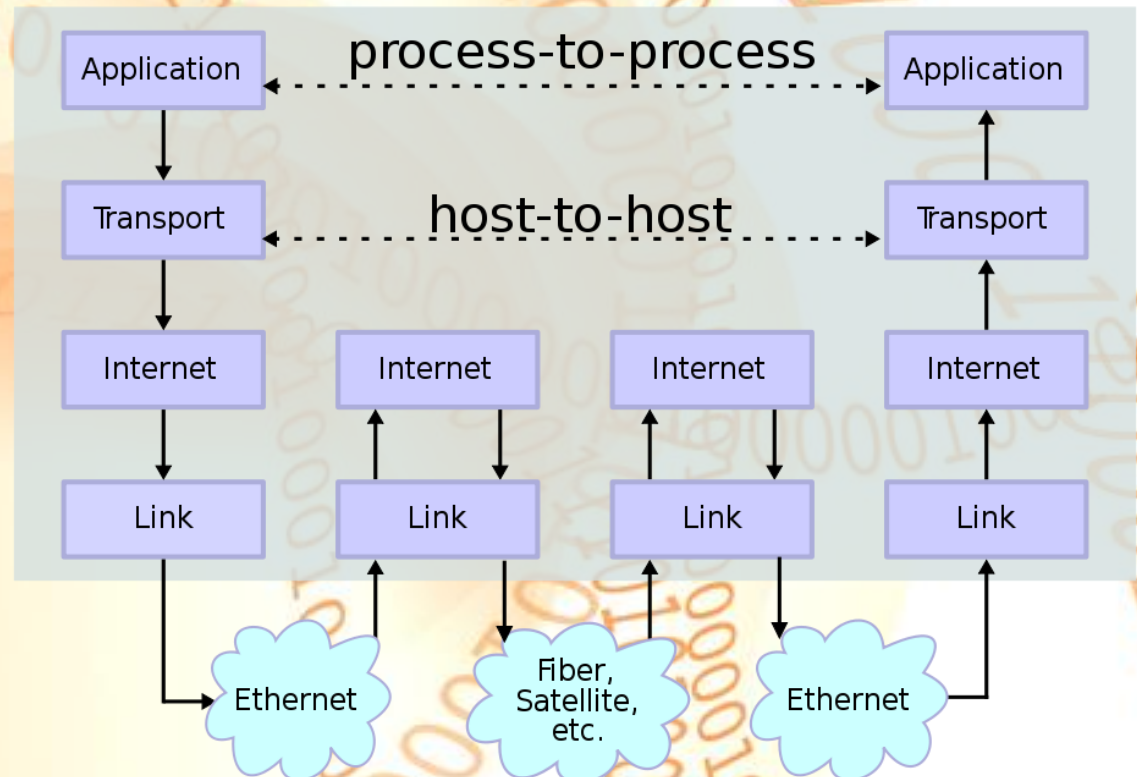 process-to-process
Application
Application
host-to-host
Transport
Transport
Internet
Internet
Internet
Internet
Link
Link
Link
Link
Ethernet
Fiber,
Satellite,
etc.
Ethernet